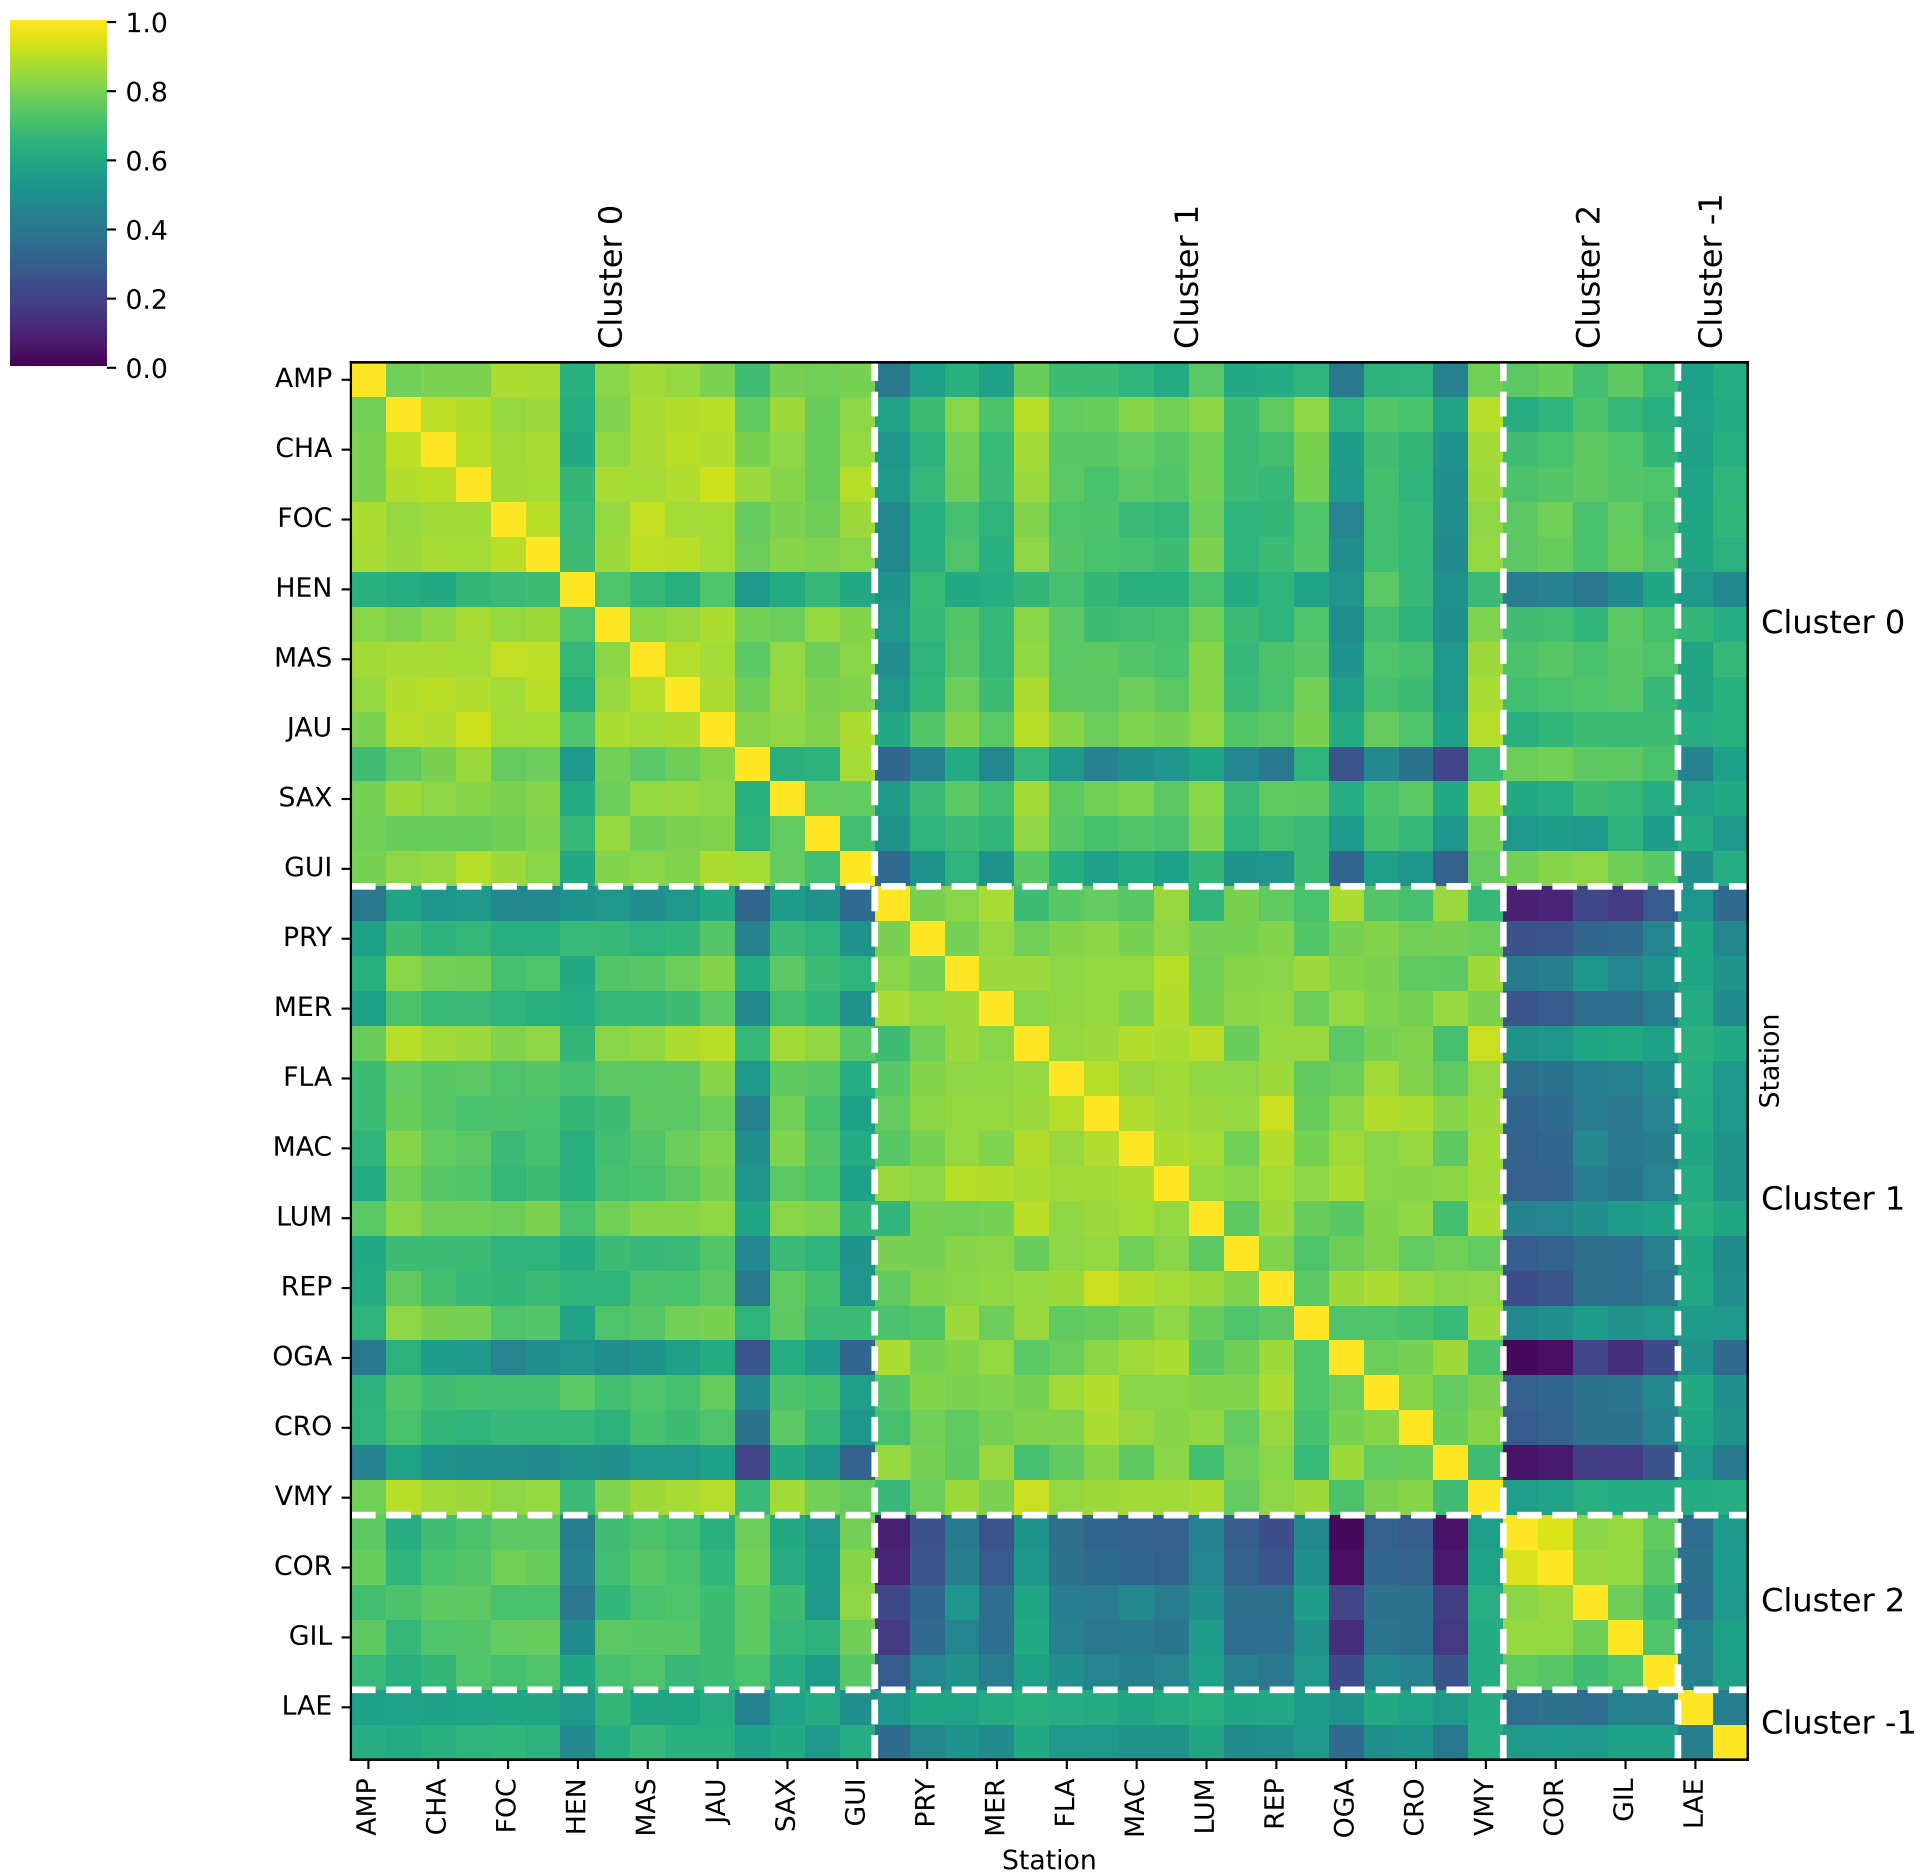 1.0
0.8
0.6
0.4
0.2
0.0
Cluster 0
Cluster 1
Cluster 2
Cluster -1
AMP
CHA
FOC
HEN
MAS
JAU
SAX
GUI
PRY
MER
FLA
MAC
LUM
REP
OGA
CRO
VMY
COR
GIL
LAE
Cluster 0
Cluster 1
Cluster 2
Cluster -1
Station
AMP
CHA
FOC
HEN
MAS
JAU
SAX
GUI
PRY
MER
FLA
MAC
LUM
REP
OGA
CRO
VMY
COR
GIL
LAE
Station